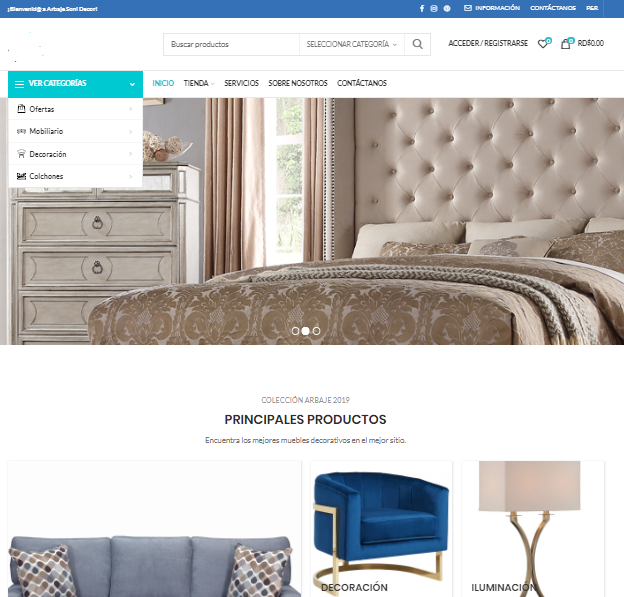 ¡Bienvenid@ a Arbaje Soni Decor!
INFORMACIÓN
CONTÁCTANOS
P&R
Buscar productos
SELECCIONAR CATEGORÍA
ACCEDER / REGISTRARSE
0
0
RD$0.00
VER CATEGORÍAS
INICIO
TIENDA
SERVICIOS
SOBRE NOSOTROS
CONTÁCTANOS
Ofertas
Mobiliario
Decoración
Colchones
COLECCIÓN ARBAJE 2019
PRINCIPALES PRODUCTOS
Encuentra los mejores muebles decorativos en el mejor sitio.
DECORACIÓN
ILUMINACIÓN